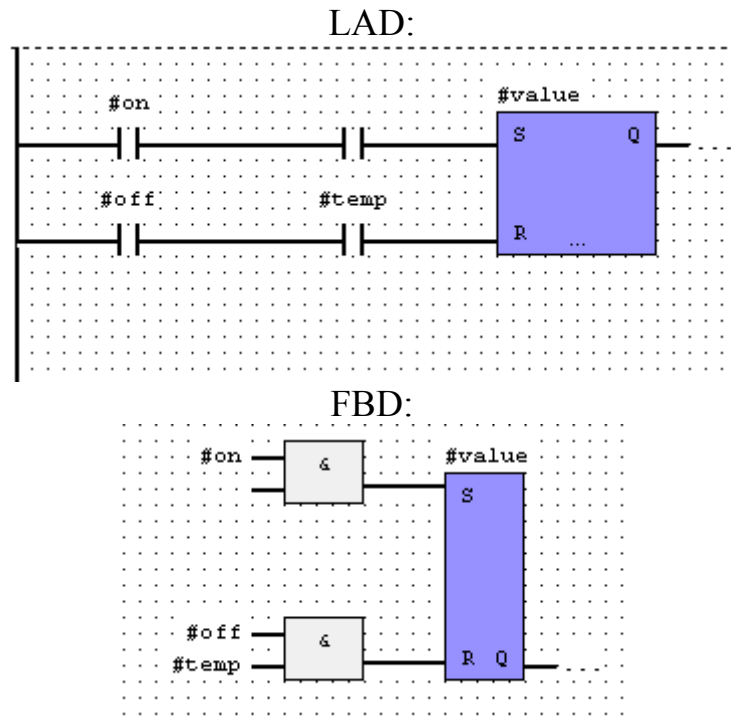 LAD:
#on #value
S Q
#off #temp
R ...
FBD:
#on & #value
S
#off &
#temp R Q